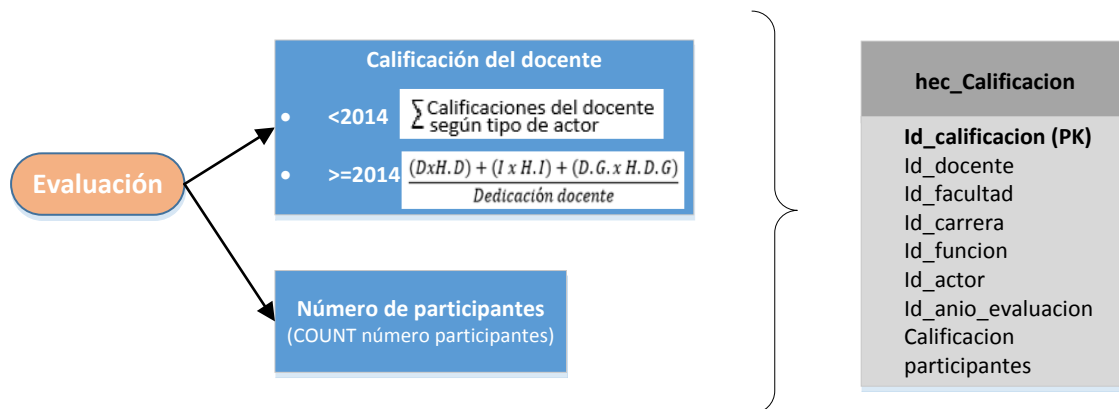 Evaluación
Calificación del docente
• <2014 ∑ Calificaciones del docente
según tipo de actor
• >=2014 (DxH.D) + (I x H.I) + (D.G. x H.D.G)
Dedicación docente
Número de participantes
(COUNT número participantes)
hec_Calificacion
Id_calificacion (PK)
Id_docente
Id_facultad
Id_carrera
Id_funcion
Id_actor
Id_anio_evaluacion
Calificacion
participantes